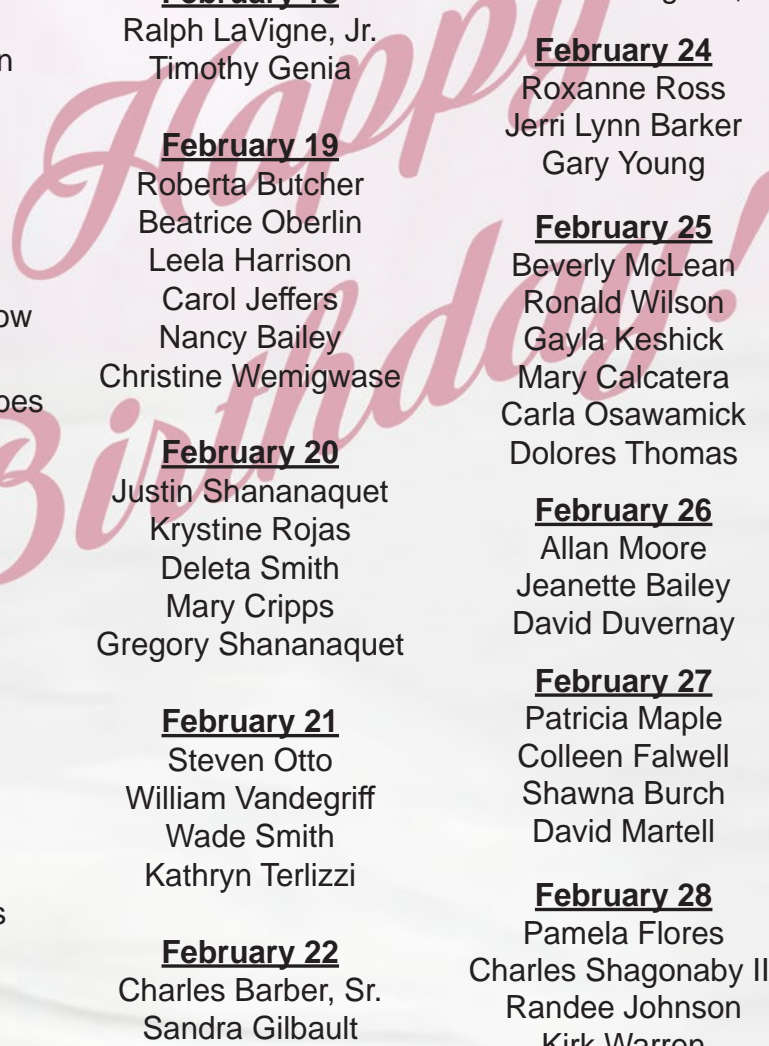 Happy
Birthday!
ow
oes
Ralph LaVigne, Jr.
Timothy Genia
February 19
Roberta Butcher
Beatrice Oberlin
Leela Harrison
Carol Jeffers
Nancy Bailey
Christine Wemigwase
February 20
Justin Shananaquet
Krystine Rojas
Deleta Smith
Mary Cripps
Gregory Shananaquet
February 21
Steven Otto
William Vandegriff
Wade Smith
Kathryn Terlizzi
February 22
Charles Barber, Sr.
Sandra Gilbault
February 24
Roxanne Ross
Jerri Lynn Barker
Gary Young
February 25
Beverly McLean
Ronald Wilson
Gayla Keshick
Mary Calcatera
Carla Osawamick
Dolores Thomas
February 26
Allan Moore
Jeanette Bailey
David Duvernay
February 27
Patricia Maple
Colleen Falwell
Shawna Burch
David Martell
February 28
Pamela Flores
Charles Shagonaby II
Randee Johnson
Kirk Warren